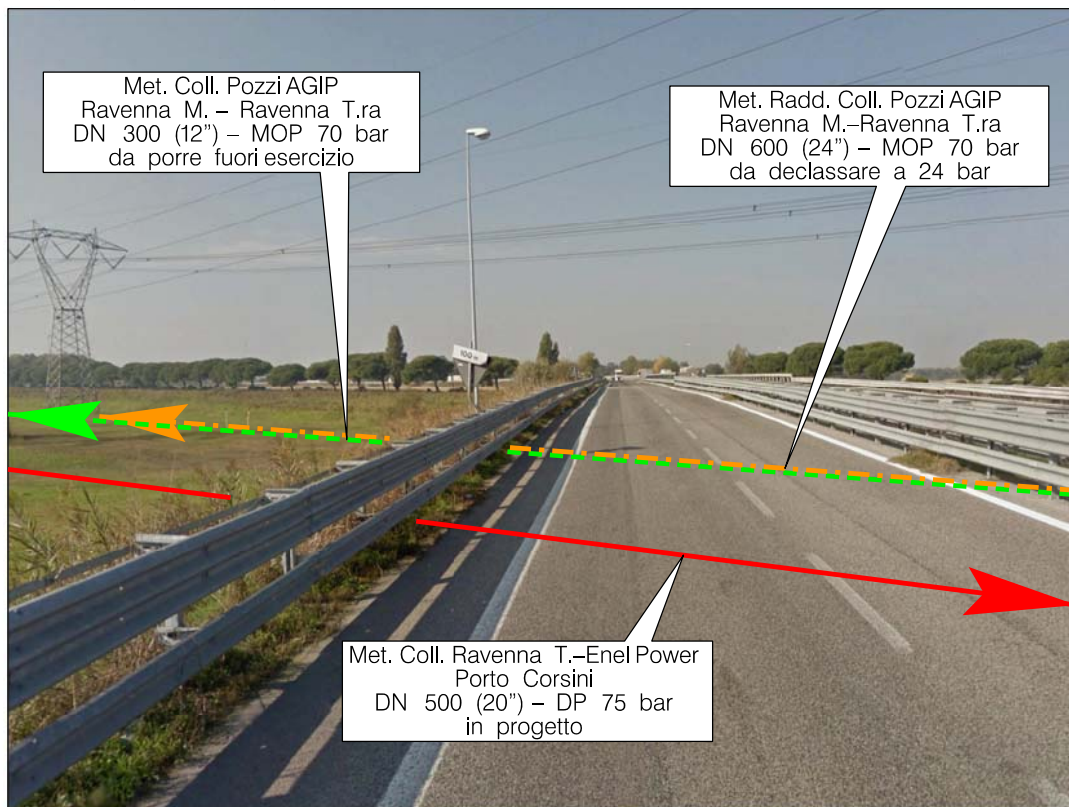 Met. Coll. Pozzi AGIP
Ravenna M. – Ravenna T.ra
DN 300 (12") – MOP 70 bar
da porre fuori esercizio
Met. Radd. Coll. Pozzi AGIP
Ravenna M.–Ravenna T.ra
DN 600 (24") – MOP 70 bar
da declassare a 24 bar
100 m
Met. Coll. Ravenna T.–Enel Power
Porto Corsini
DN 500 (20") – DP 75 bar
in progetto